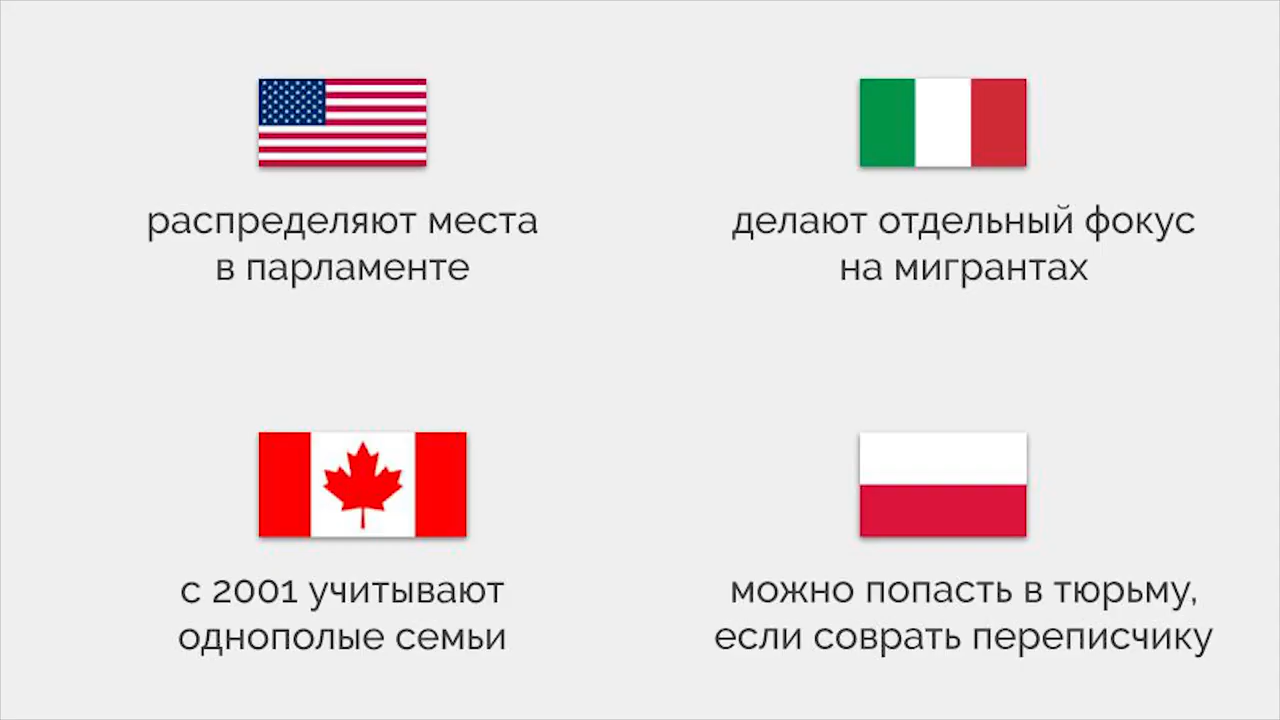 распределяют места
в парламенте
делают отдельный фокус
на мигрантах
с 2001 учитывают
однополые семьи
можно попасть в тюрьму,
если соврать переписчику